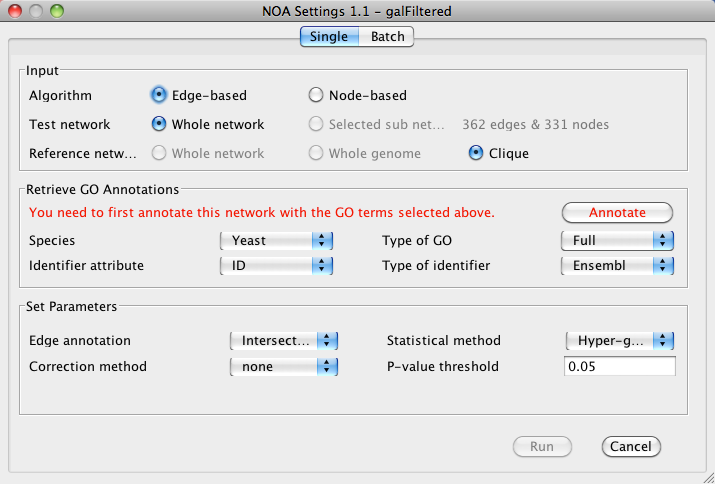 NOA Settings 1.1 – galFiltered
Single Batch
Input
Algorithm Edge-based Node-based
Test network Whole network Selected sub net... 362 edges & 331 nodes
Reference netw... Whole network Whole genome Clique
Retrieve GO Annotations
You need to first annotate this network with the GO terms selected above. Annotate
Species Yeast Type of GO Full
Identifier attribute ID Type of identifier Ensembl
Set Parameters
Edge annotation Intersect... Statistical method Hyper-g...
Correction method none P-value threshold 0.05
Run Cancel